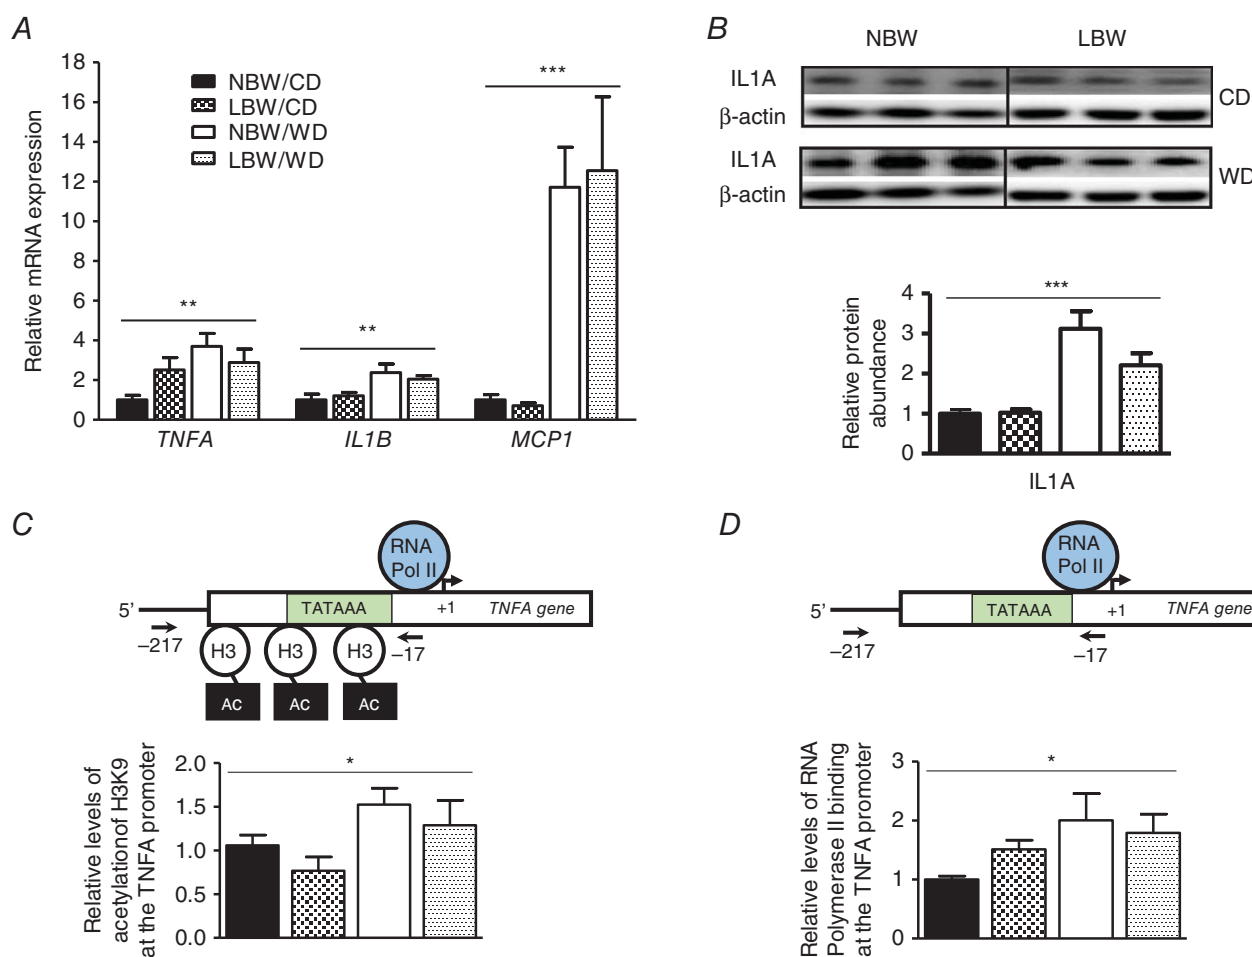 A
18
16
14
12
10
8
6
4
2
0
Relative mRNA expression
NBW/CD
LBW/CD
NBW/WD
LBW/WD
**
**
***
TNFA
IL1B
MCP1
B
NBW
LBW
IL1A
β-actin
CD
IL1A
β-actin
WD
Relative protein
abundance
4
3
2
1
0
***
IL1A
C
RNA
Pol II
5'
TATAAA
+1
TNFA gene
–217
–17
H3
H3
H3
Ac
Ac
Ac
Relative levels of
acetylationof H3K9
at the TNFA promoter
2.0
1.5
1.0
0.5
0.0
*
D
RNA
Pol II
5'
TATAAA
+1
TNFA gene
–217
–17
Relative levels of RNA
Polymerase II binding
at the TNFA promoter
3
2
1
0
*